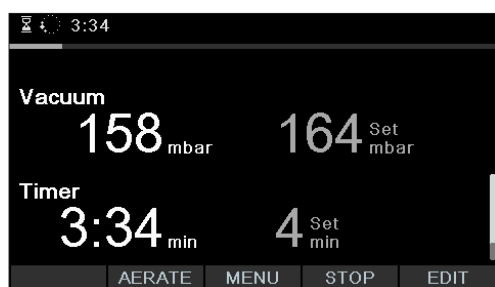 3:34
Vacuum
158 mbar 164 Set mbar
Timer
3:34 min 4 Set min
AERATE MENU STOP EDIT